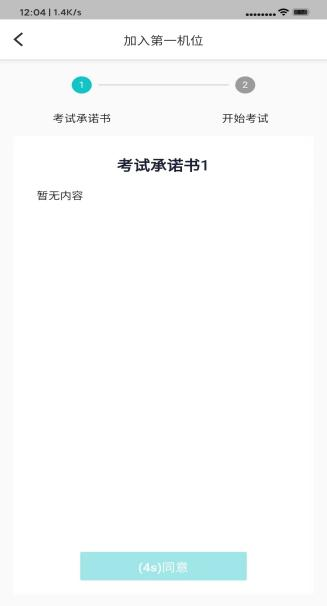 12:04 | 1.4K/s
加入第一机位
1
2
考试承诺书
开始考试
考试承诺书1
暂无内容
(4s)同意